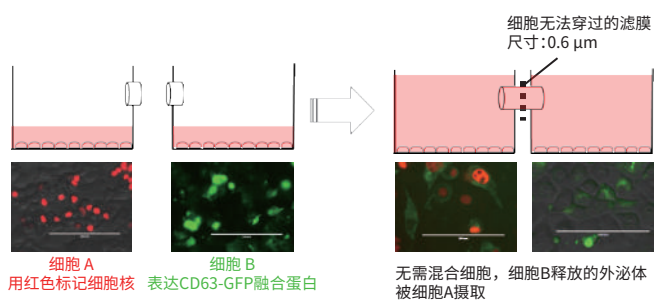 细胞无法穿过的滤膜
尺寸：0.6 μm
细胞 A
用红色标记细胞核
细胞 B
表达CD63-GFP融合蛋白
无需混合细胞，细胞B释放的外泌体
被细胞A摄取